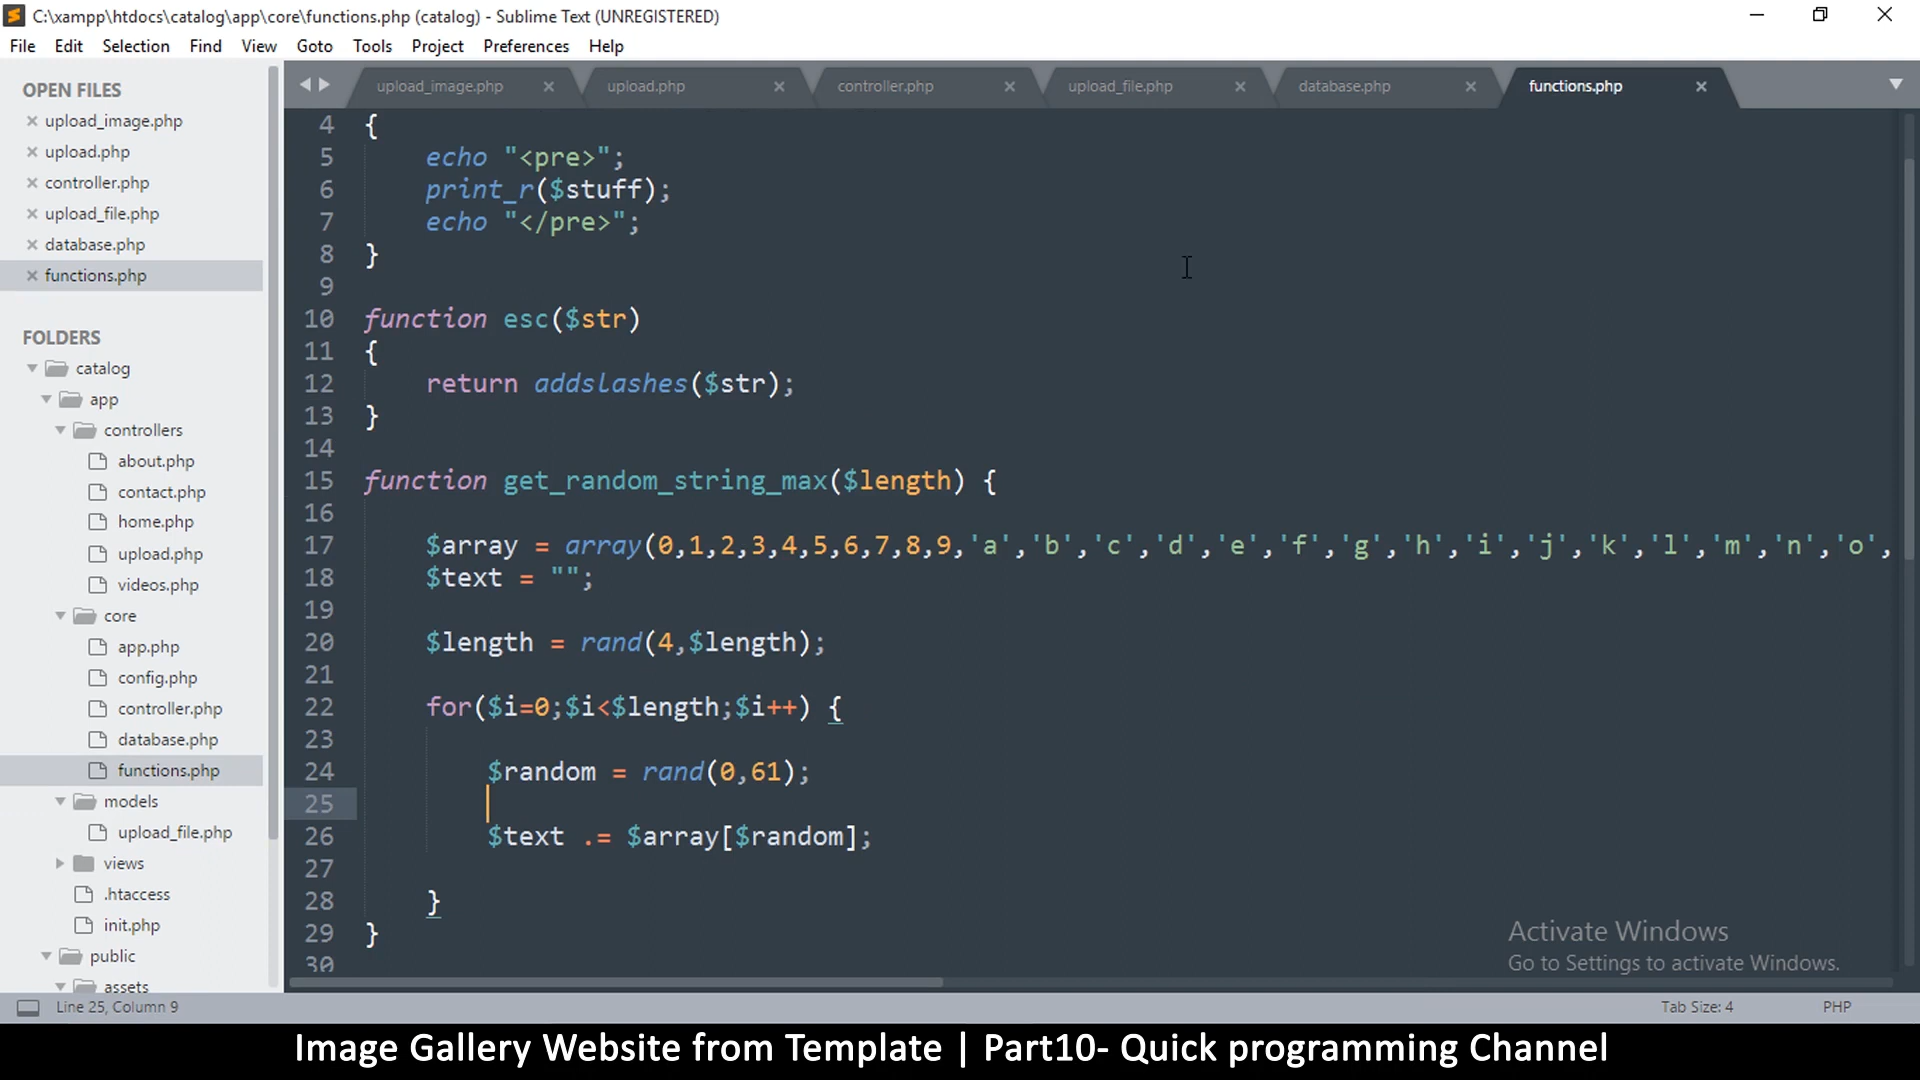 C:\xampp\htdocs\catalog\app\core\functions.php (catalog) - Sublime Text (UNREGISTERED)
File Edit Selection Find View Goto Tools Project Preferences Help
OPEN FILES
upload_image.php
upload.php
controller.php
upload_file.php
database.php
functions.php
FOLDERS
catalog
app
controllers
about.php
contact.php
home.php
upload.php
videos.php
core
app.php
config.php
controller.php
database.php
functions.php
models
upload_file.php
views
.htaccess
init.php
public
assets
upload_image.php upload.php controller.php upload_file.php database.php functions.php
4 {
5 echo "<pre>";
6 print_r($stuff);
7 echo "</pre>";
8 }
9
10 function esc($str)
11 {
12 return addslashes($str);
13 }
14
15 function get_random_string_max($length) {
16
17 $array = array(0,1,2,3,4,5,6,7,8,9,'a','b','c','d','e','f','g','h','i','j','k','l','m','n','o',
18 $text = "";
19
20 $length = rand(4,$length);
21
22 for($i=0;$i<$length;$i++) {
23
24 $random = rand(0,61);
25
26 $text .= $array[$random];
27
28 }
29 }
30
Activate Windows
Go to Settings to activate Windows.
Line 25, Column 9 Tab Size: 4 PHP
Image Gallery Website from Template | Part10- Quick programming Channel